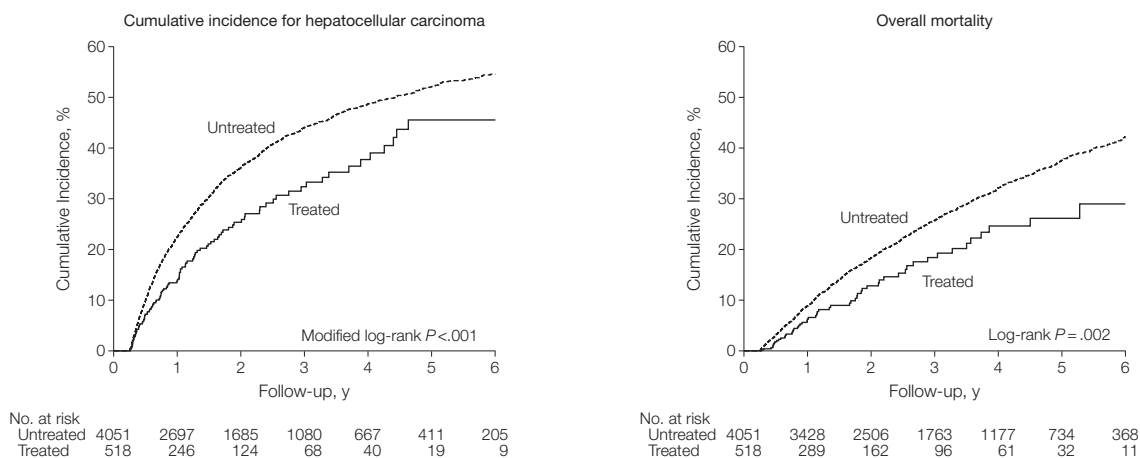 Cumulative incidence for hepatocellular carcinoma
60
50
40
30
20
10
0
Cumulative Incidence, %
Untreated
Treated
Modified log-rank P<.001
0 1 2 3 4 5 6
Follow-up, y
No. at risk
Untreated 4051 2697 1685 1080 667 411 205
Treated 518 246 124 68 40 19 9
Overall mortality
60
50
40
30
20
10
0
Cumulative Incidence, %
Untreated
Treated
Log-rank P=.002
0 1 2 3 4 5 6
Follow-up, y
No. at risk
Untreated 4051 3428 2506 1763 1177 734 368
Treated 518 289 162 96 61 32 11